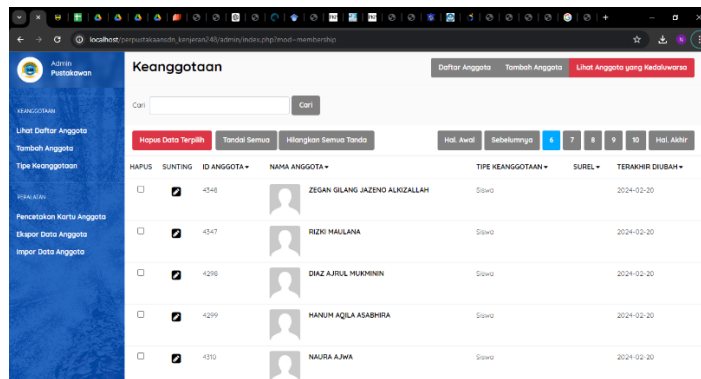 localhost/perpustakaansdn_kenjeran248/admin/index.php?mod=membership
Admin
Pustakawan
KEANGGOTAAN
Lihat Daftar Anggota
Tambah Anggota
Tipe Keanggotaan
PERALATAN
Pencetakan Kartu Anggota
Ekspor Data Anggota
Impor Data Anggota
Keanggotaan
Daftar Anggota Tambah Anggota Lihat Anggota yang Kedaluwarsa
Cari Cari
Hapus Data Terpilih Tandai Semua Hilangkan Semua Tanda Hal. Awal Sebelumnya 6 7 8 9 10 Hal. Akhir
HAPUS SUNTING ID ANGGOTA NAMA ANGGOTA TIPE KEANGGOTAAN SUREL TERAKHIR DIUBAH
4348 ZEGAN GILANG JAZENO ALKIZALLAH Siswa 2024-02-20
4347 RIZKI MAULANA Siswa 2024-02-20
4298 DIAZ AJRUL MUKMININ Siswa 2024-02-20
4299 HANUM AQILA ASABHIRA Siswa 2024-02-20
4310 NAURA AJWA Siswa 2024-02-20